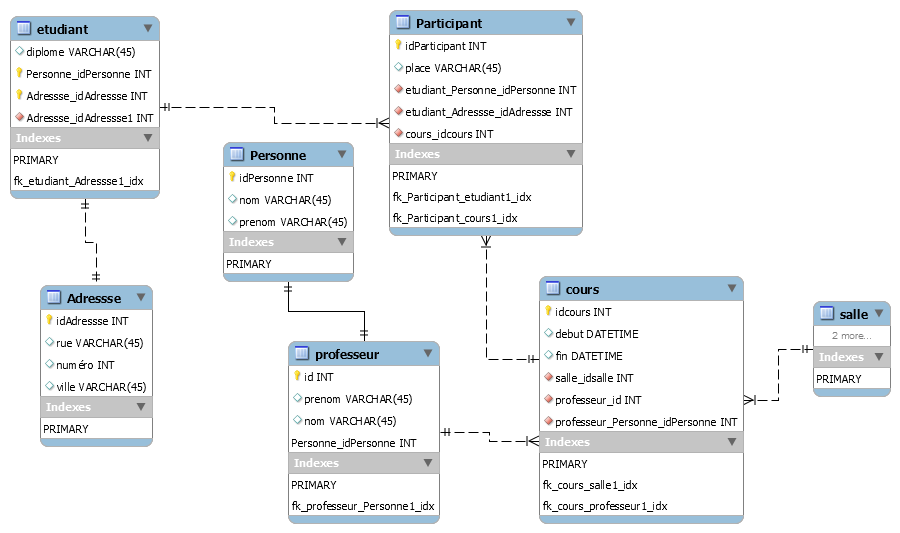 etudiant
diplome VARCHAR(45)
Personne_idPersonne INT
Adressse_idAdressse INT
Adressse_idAdressse1 INT
Indexes
PRIMARY
fk_etudiant_Adressse1_idx
Participant
idParticipant INT
place VARCHAR(45)
etudiant_Personne_idPersonne INT
etudiant_Adressse_idAdressse INT
cours_idcours INT
Indexes
PRIMARY
fk_Participant_etudiant1_idx
fk_Participant_cours1_idx
Personne
idPersonne INT
nom VARCHAR(45)
prenom VARCHAR(45)
Indexes
PRIMARY
Adressse
idAdressse INT
rue VARCHAR(45)
numéro INT
ville VARCHAR(45)
Indexes
PRIMARY
professeur
id INT
prenom VARCHAR(45)
nom VARCHAR(45)
Personne_idPersonne INT
Indexes
PRIMARY
fk_professeur_Personne1_idx
cours
idcours INT
debut DATETIME
fin DATETIME
salle_idsalle INT
professeur_id INT
professeur_Personne_idPersonne INT
Indexes
PRIMARY
fk_cours_salle1_idx
fk_cours_professeur1_idx
salle
2 more...
Indexes
PRIMARY